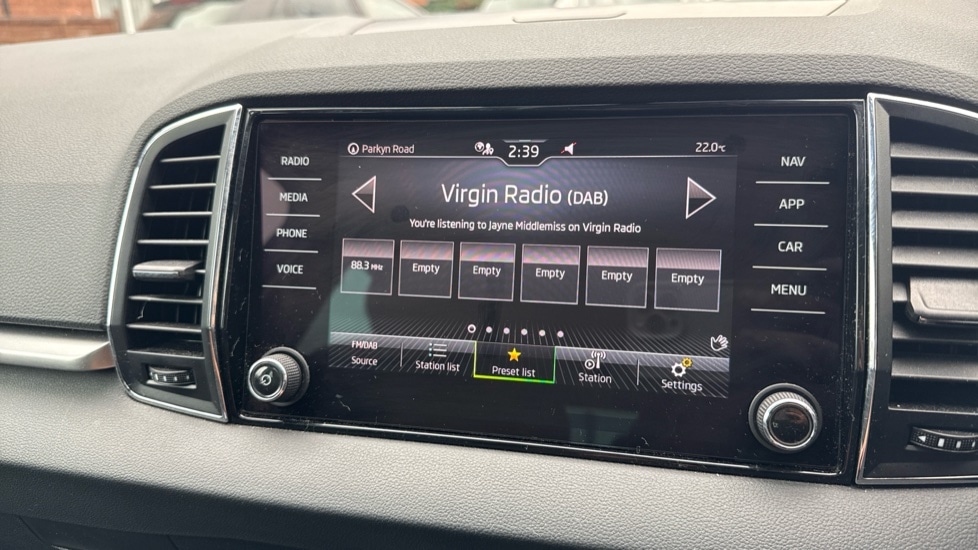 Parkyn Road
2:39
22.0°C
RADIO
MEDIA
PHONE
VOICE
Virgin Radio (DAB)
You're listening to Jayne Middlemiss on Virgin Radio
88.3 MHz
Empty
Empty
Empty
Empty
Empty
FM/DAB
Source
Station list
Preset list
Station
Settings
NAV
APP
CAR
MENU